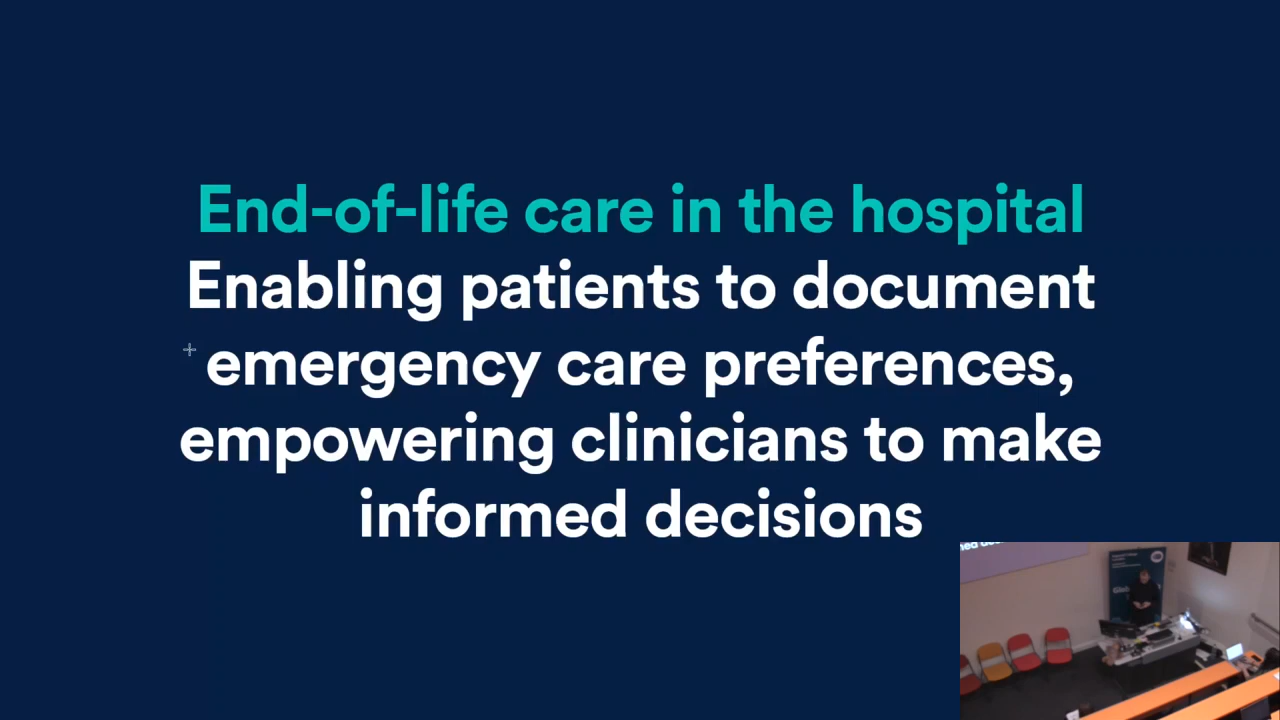 End-of-life care in the hospital
Enabling patients to document
emergency care preferences,
empowering clinicians to make
informed decisions